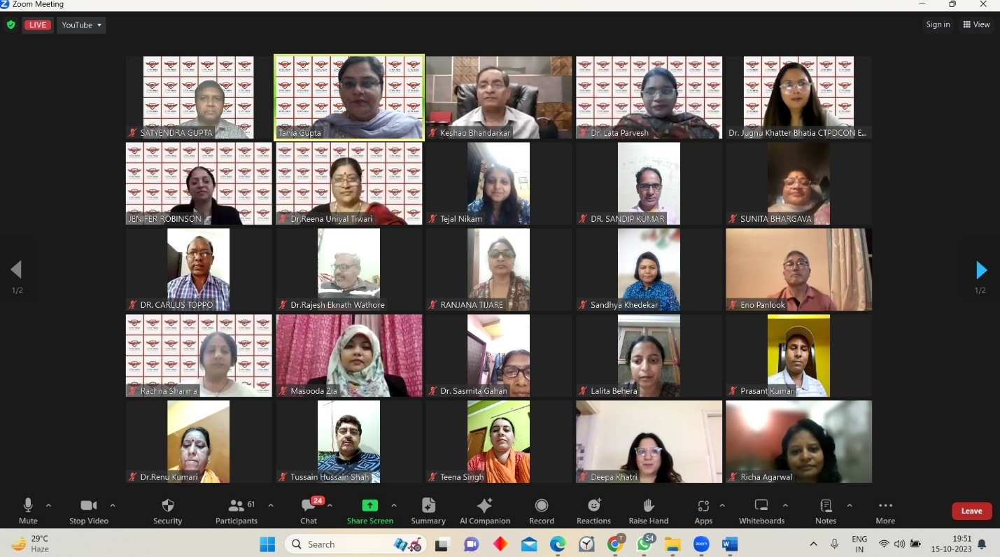 Zoom Meeting
LIVE
YouTube
Sign in
View
SATYENDRA GUPTA
Tania Gupta
Keshao Bhandarkar
Dr. Lata Parvesh
Dr. Jugnu Khatter Bhatia CTPDCON E...
JENIFER ROBINSON
Dr.Reena Uniyal Tiwari
Tejal Nikam
DR. SANDIP KUMAR
SUNITA BHARGAVA
1/2
1/2
DR. CARLUS TOPPO
Dr.Rajesh Eknath Wathore
RANJANA TIJARE
Sandhya Khedekar
Eno Panlook
Rachna Sharma
Masooda Zia
Dr. Sasmita Gahan
Lalita Behera
Prasant Kumar
Dr.Renu Kumari
Tussain Hussain Shah
Teena Singh
Deepa Khatri
Richa Agarwal
61
24
Mute
Stop Video
Security
Participants
Chat
Share Screen
Summary
AI Companion
Record
Reactions
Raise Hand
Apps
Whiteboards
Notes
More
Leave
29°C
Haze
Search
T
54
zoom
W
ENG
IN
19:51
15-10-2023